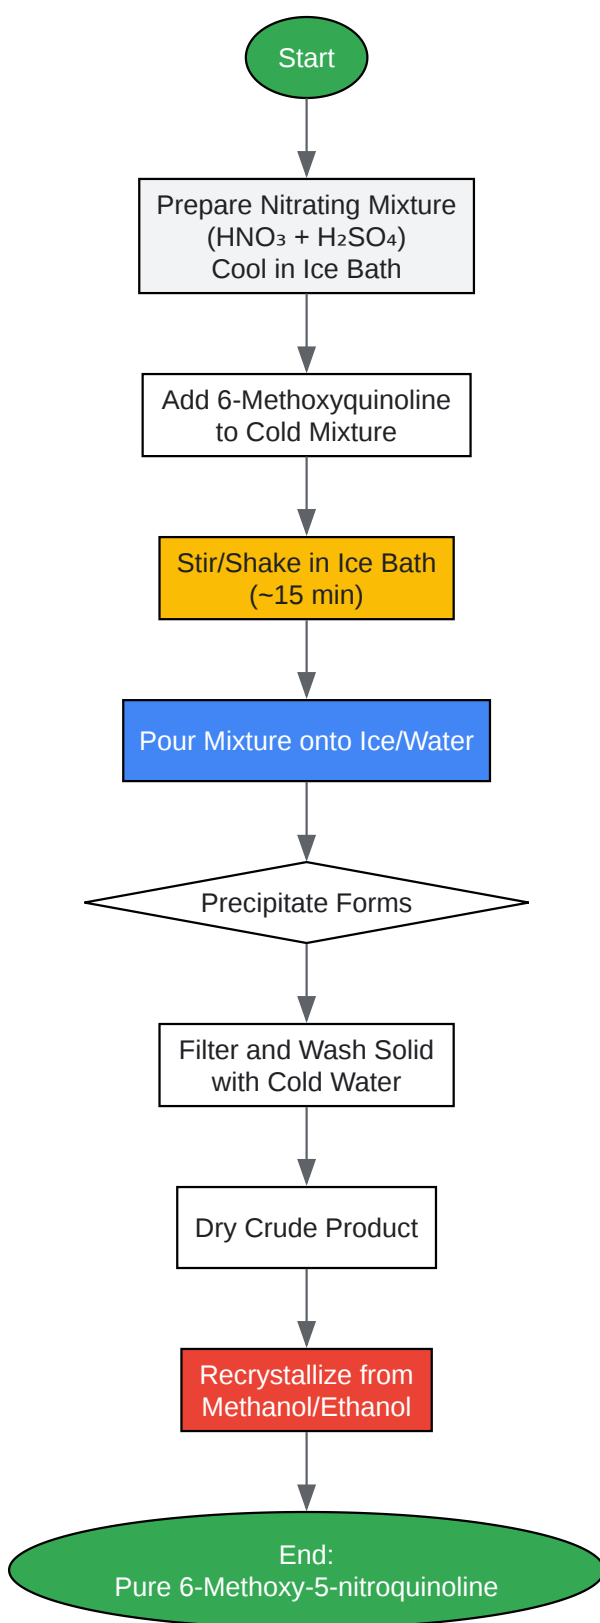 Start
Prepare Nitrating Mixture
(HNO₃ + H₂SO₄)
Cool in Ice Bath
Add 6-Methoxyquinoline
to Cold Mixture
Stir/Shake in Ice Bath
(~15 min)
Pour Mixture onto Ice/Water
Precipitate Forms
Filter and Wash Solid
with Cold Water
Dry Crude Product
Recrystallize from
Methanol/Ethanol
End:
Pure 6-Methoxy-5-nitroquinoline